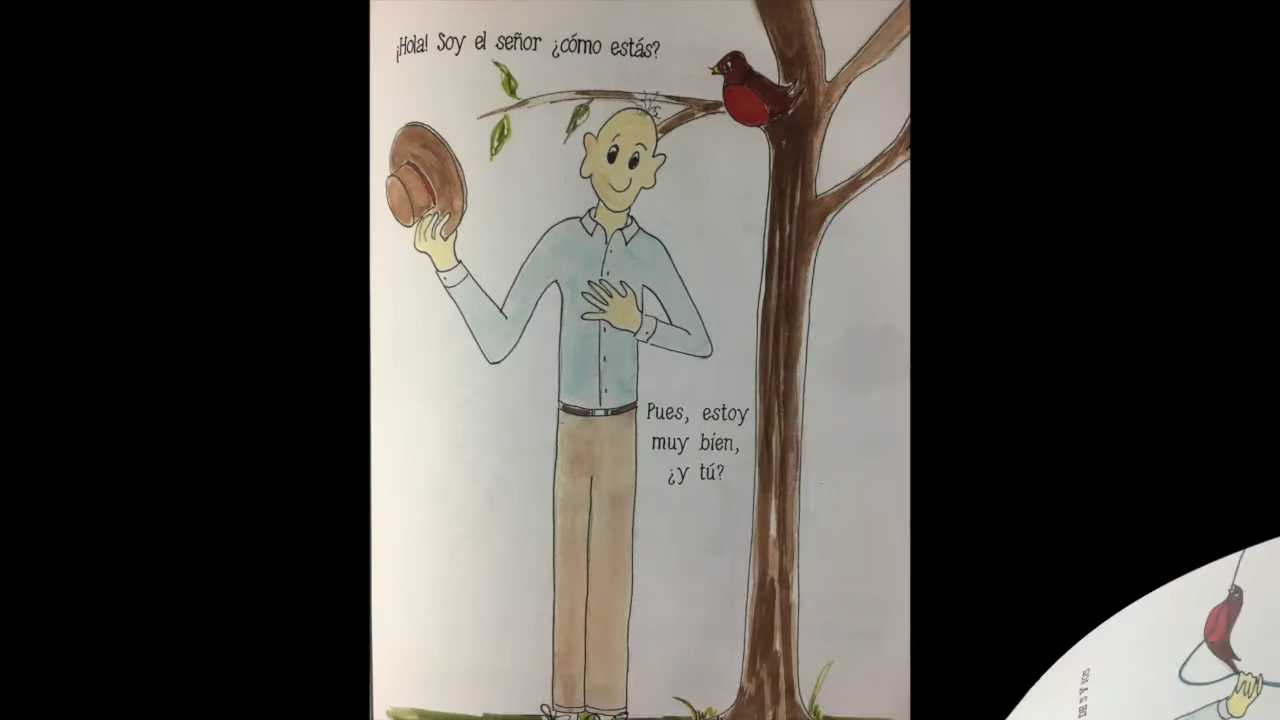 ¡Hola! Soy el señor ¿cómo estás?
Pues, estoy
muy bien,
¿y tú?